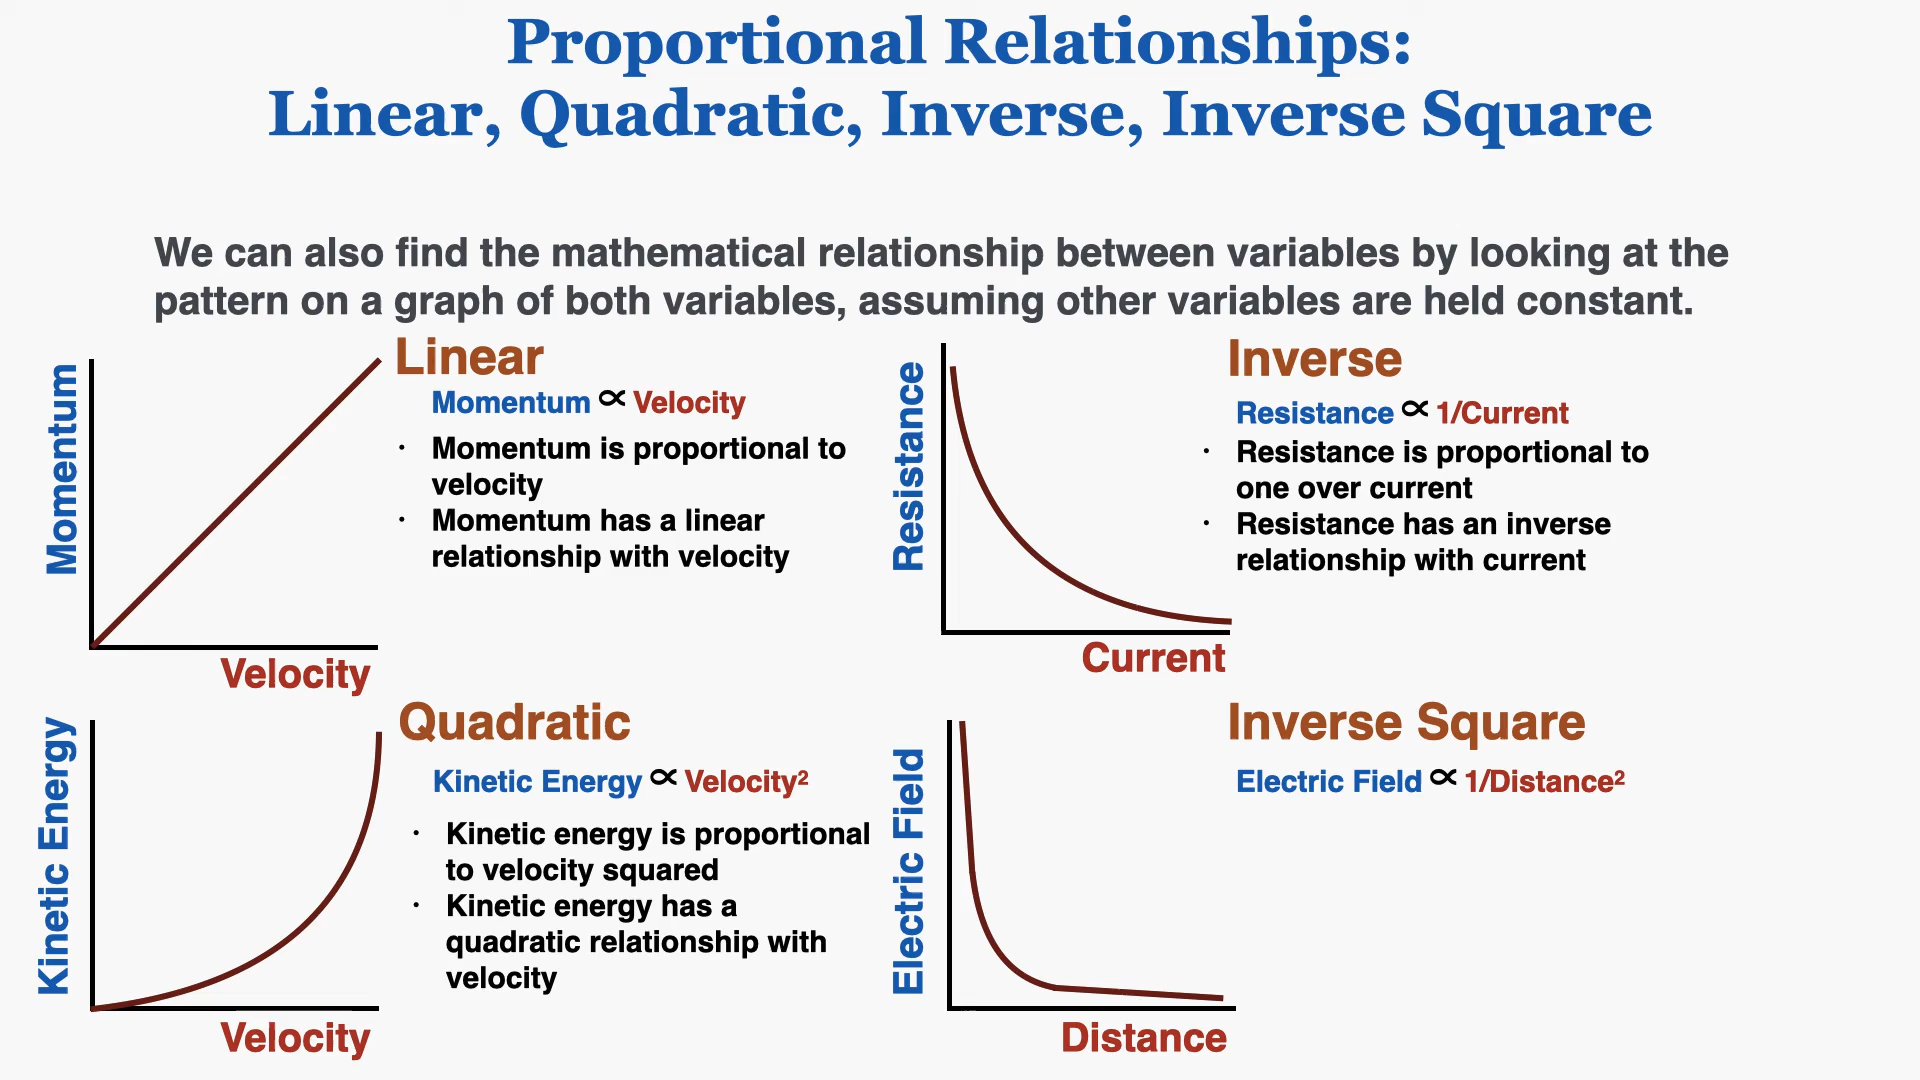 Proportional Relationships:
Linear, Quadratic, Inverse, Inverse Square
We can also find the mathematical relationship between variables by looking at the
pattern on a graph of both variables, assuming other variables are held constant.
Momentum
Velocity
Linear
Momentum ∝ Velocity
· Momentum is proportional to
velocity
· Momentum has a linear
relationship with velocity
Resistance
Current
Inverse
Resistance ∝ 1/Current
· Resistance is proportional to
one over current
· Resistance has an inverse
relationship with current
Kinetic Energy
Velocity
Quadratic
Kinetic Energy ∝ Velocity²
· Kinetic energy is proportional
to velocity squared
· Kinetic energy has a
quadratic relationship with
velocity
Electric Field
Distance
Inverse Square
Electric Field ∝ 1/Distance²